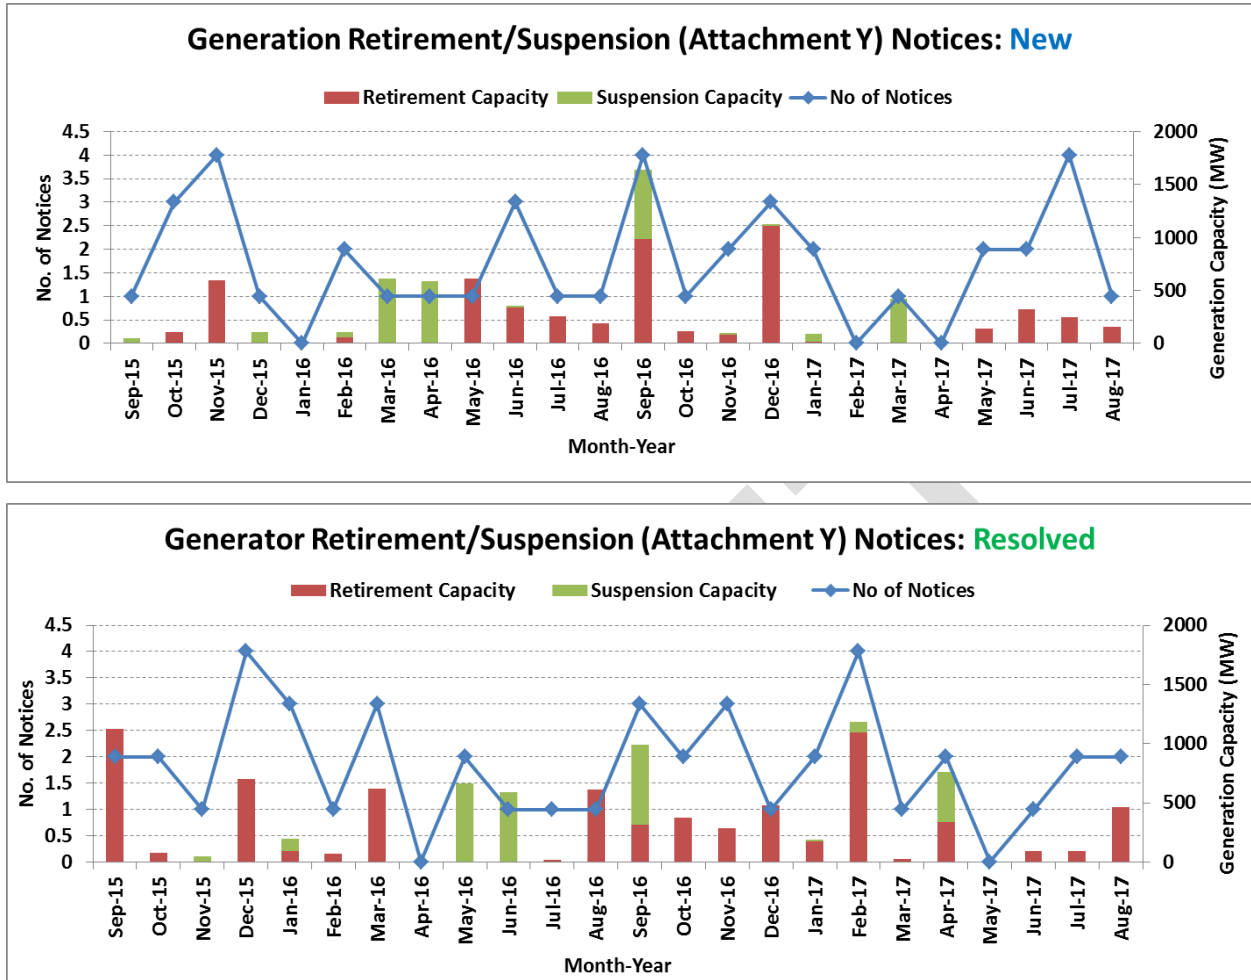 Generation Retirement/Suspension (Attachment Y) Notices: New
Retirement Capacity Suspension Capacity No of Notices
4.5
4
3.5
3
2.5
2
1.5
1
0.5
0
No. of Notices
2000
1500
1000
500
0
Generation Capacity (MW)
Sep-15 Oct-15 Nov-15 Dec-15 Jan-16 Feb-16 Mar-16 Apr-16 May-16 Jun-16 Jul-16 Aug-16 Sep-16 Oct-16 Nov-16 Dec-16 Jan-17 Feb-17 Mar-17 Apr-17 May-17 Jun-17 Jul-17 Aug-17
Month-Year
Generator Retirement/Suspension (Attachment Y) Notices: Resolved
Retirement Capacity Suspension Capacity No of Notices
4.5
4
3.5
3
2.5
2
1.5
1
0.5
0
No. of Notices
2000
1500
1000
500
0
Generation Capacity (MW)
Sep-15 Oct-15 Nov-15 Dec-15 Jan-16 Feb-16 Mar-16 Apr-16 May-16 Jun-16 Jul-16 Aug-16 Sep-16 Oct-16 Nov-16 Dec-16 Jan-17 Feb-17 Mar-17 Apr-17 May-17 Jun-17 Jul-17 Aug-17
Month-Year